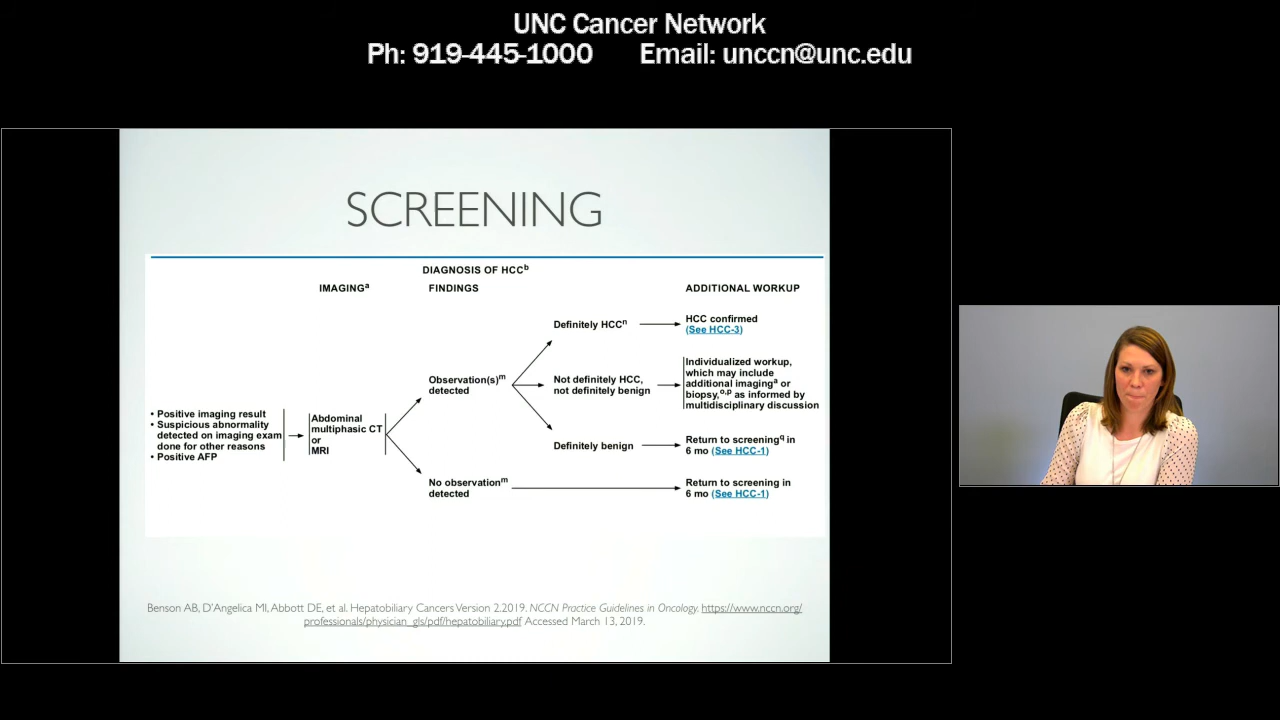 UNC Cancer Network
Ph: 919-445-1000 Email: unccn@unc.edu
SCREENING
DIAGNOSIS OF HCCb
IMAGINGa
FINDINGS
ADDITIONAL WORKUP
• Positive imaging result
• Suspicious abnormality
detected on imaging exam
done for other reasons
• Positive AFP
Abdominal
multiphasic CT
or
MRI
Observation(s)m
detected
Definitely HCCn
HCC confirmed
(See HCC-3)
Not definitely HCC,
not definitely benign
Individualized workup,
which may include
additional imaginga or
biopsy,o,p as informed by
multidisciplinary discussion
Definitely benign
Return to screeningq in
6 mo (See HCC-1)
No observationm
detected
Return to screening in
6 mo (See HCC-1)
Benson AB, D'Angelica MI, Abbott DE, et al. Hepatobiliary Cancers Version 2.2019. NCCN Practice Guidelines in Oncology. https://www.nccn.org/
professionals/physician_gls/pdf/hepatobiliary.pdf Accessed March 13, 2019.